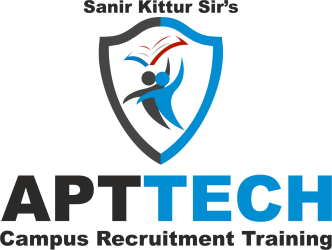 Sanir Kittur Sir's
APTTECH
Campus Recruitment Training